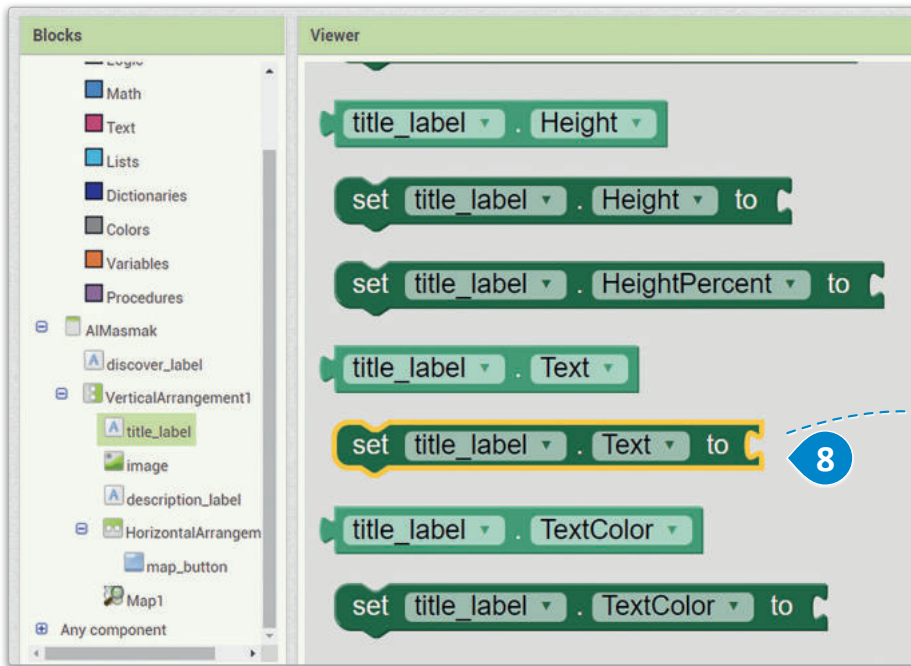 Blocks
Viewer
Logic
Math
Text
Lists
Dictionaries
Colors
Variables
Procedures
AlMasmak
discover_label
VerticalArrangement1
title_label
image
description_label
HorizontalArrangem
map_button
Map1
Any component
title_label . Height
set title_label . Height to
set title_label . HeightPercent to
title_label . Text
set title_label . Text to
8
title_label . TextColor
set title_label . TextColor to